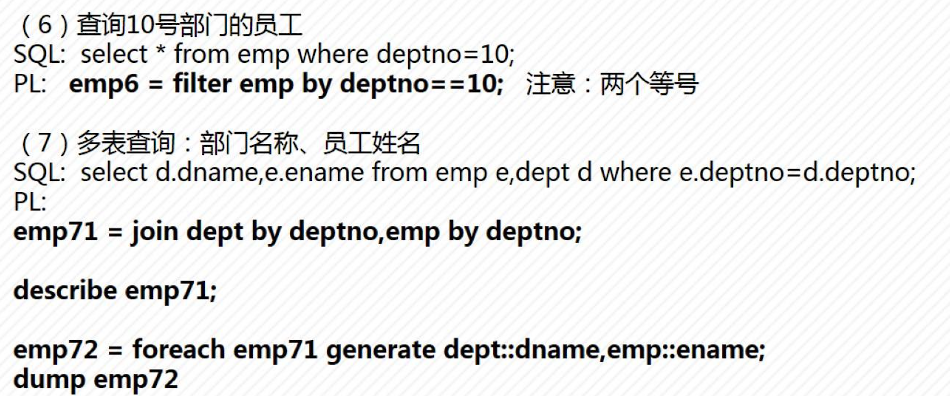 （6）查询10号部门的员工
SQL:  select * from emp where deptno=10;
PL:   emp6 = filter emp by deptno==10;   注意：两个等号
（7）多表查询：部门名称、员工姓名
SQL:  select d.dname,e.ename from emp e,dept d where e.deptno=d.deptno;
PL:
emp71 = join dept by deptno,emp by deptno;
describe emp71;
emp72 = foreach emp71 generate dept::dname,emp::ename;
dump emp72